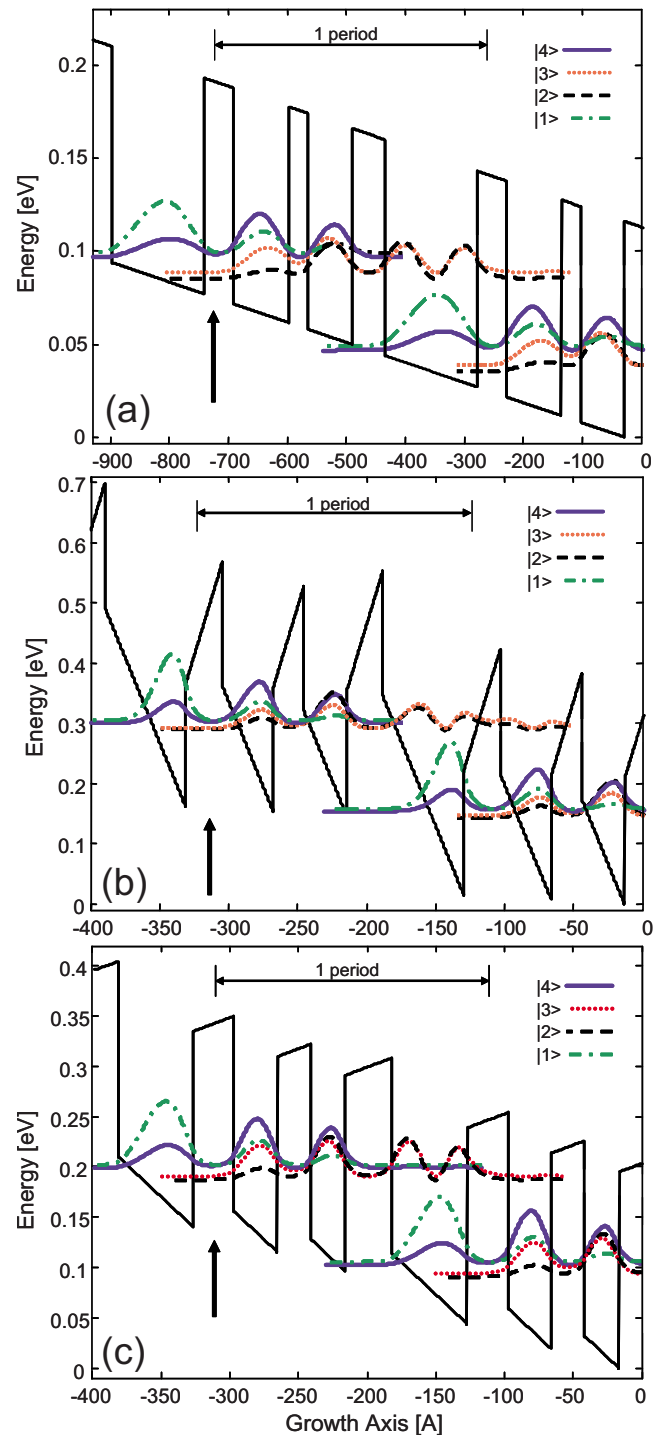 1 period
|4>
|3>
|2>
|1>
0.2
0.15
0.1
0.05
0
Energy [eV]
(a)
-900 -800 -700 -600 -500 -400 -300 -200 -100 0
1 period
|4>
|3>
|2>
|1>
0.7
0.6
0.5
0.4
0.3
0.2
0.1
0
Energy [eV]
(b)
-400 -350 -300 -250 -200 -150 -100 -50 0
1 period
|4>
|3>
|2>
|1>
0.4
0.35
0.3
0.25
0.2
0.15
0.1
0.05
0
Energy [eV]
(c)
-400 -350 -300 -250 -200 -150 -100 -50 0
Growth Axis [A]